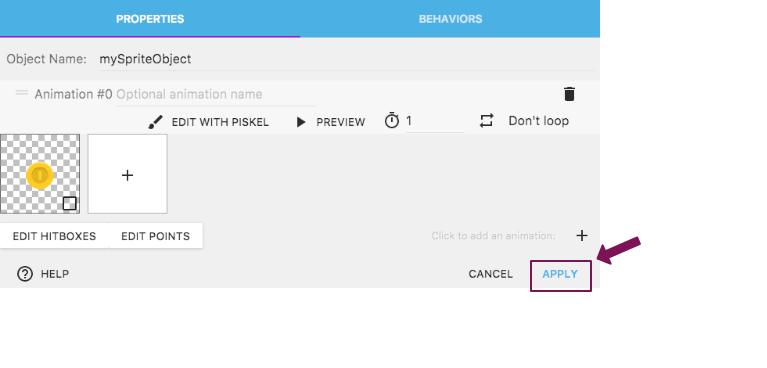 PROPERTIES BEHAVIORS
Object Name: mySpriteObject
Animation #0 Optional animation name
EDIT WITH PISKEL PREVIEW 1 Don't loop
EDIT HITBOXES EDIT POINTS Click to add an animation:
HELP CANCEL APPLY